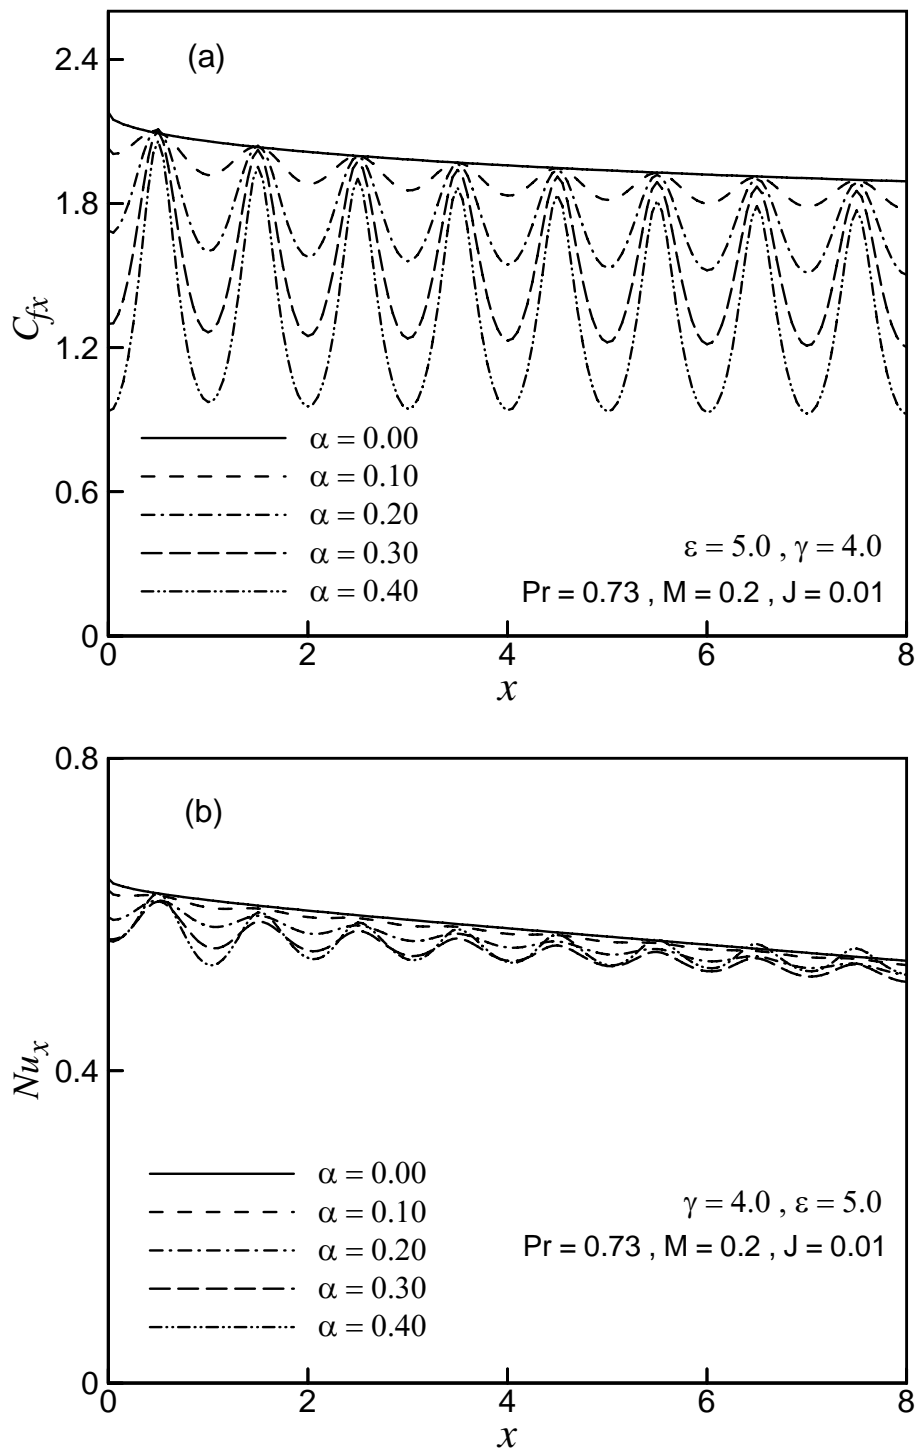 (a)
2.4
1.8
1.2
0.6
0
C_{fx}
α = 0.00
α = 0.10
α = 0.20
α = 0.30
α = 0.40
ε = 5.0 , γ = 4.0
Pr = 0.73 , M = 0.2 , J = 0.01
0 2 4 6 8
x
(b)
0.8
0.4
0
Nu_x
α = 0.00
α = 0.10
α = 0.20
α = 0.30
α = 0.40
γ = 4.0 , ε = 5.0
Pr = 0.73 , M = 0.2 , J = 0.01
0 2 4 6 8
x